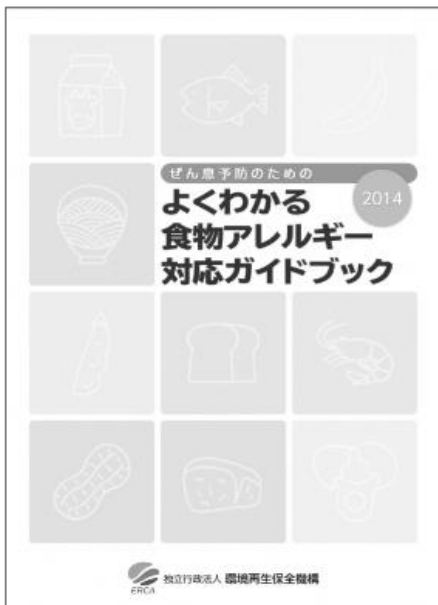 ぜん息予防のための
2014
よくわかる
食物アレルギー
対応ガイドブック
ERCA
独立行政法人 環境再生保全機構